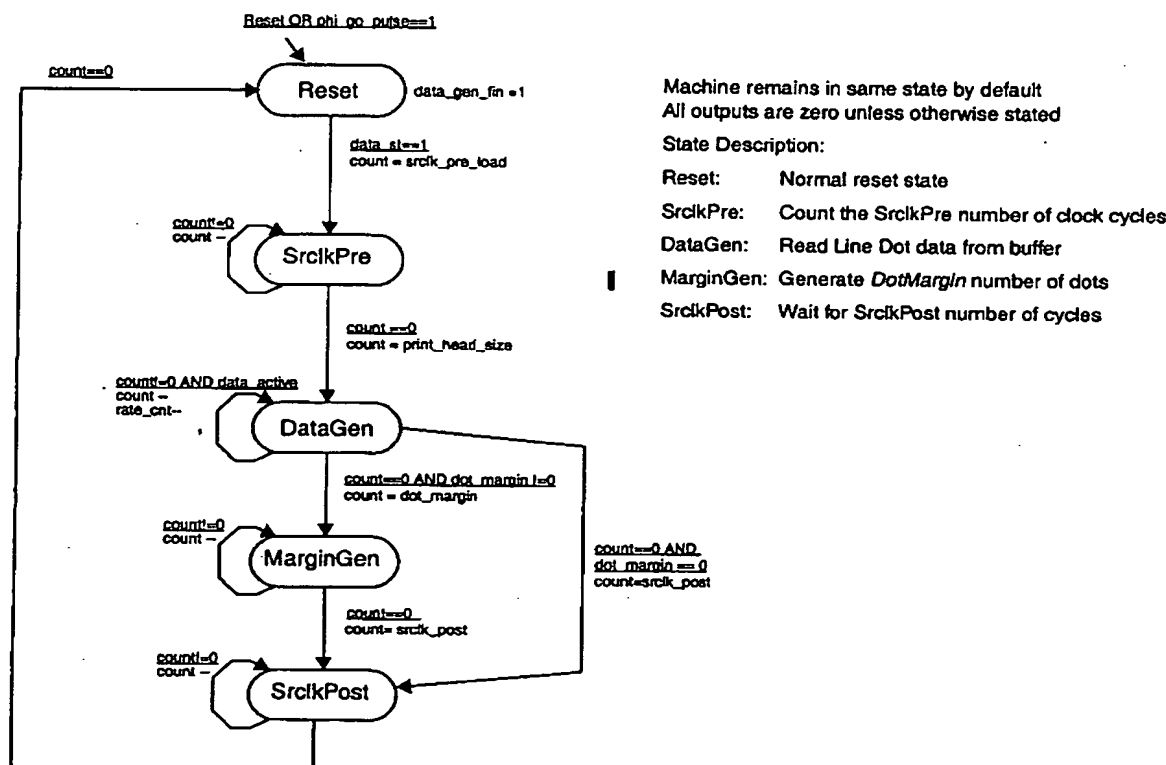 Reset OR phi_go_pulse==1
count==0
Reset
data_gen_fin =1
data_st==1
count = srclk_pre_load
count!=0
count --
SrclkPre
count ==0
count = print_head_size
count!=0 AND data_active
count --
rate_cnt--
DataGen
count==0 AND dot_margin !=0
count = dot_margin
count!=0
count --
MarginGen
count==0 AND
dot_margin == 0
count=srclk_post
count==0
count= srclk_post
count!=0
count --
SrclkPost
Machine remains in same state by default
All outputs are zero unless otherwise stated
State Description:
Reset: Normal reset state
SrclkPre: Count the SrclkPre number of clock cycles
DataGen: Read Line Dot data from buffer
MarginGen: Generate DotMargin number of dots
SrclkPost: Wait for SrclkPost number of cycles